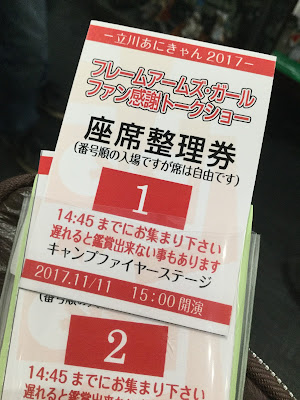 －立川あにきゃん 2017－
フレームアームズ・ガール
ファン感謝トークショー
座席整理券
(番号順の入場ですが席は自由です)
1
14:45 までにお集まり下さい
遅れると鑑賞出来ない事もあります
キャンプファイヤーステージ
2017.11/11 15:00 開演
(番号順の
です)
2
14:45 までにお集まり下さい
遅れると鑑賞出来ない事もあります